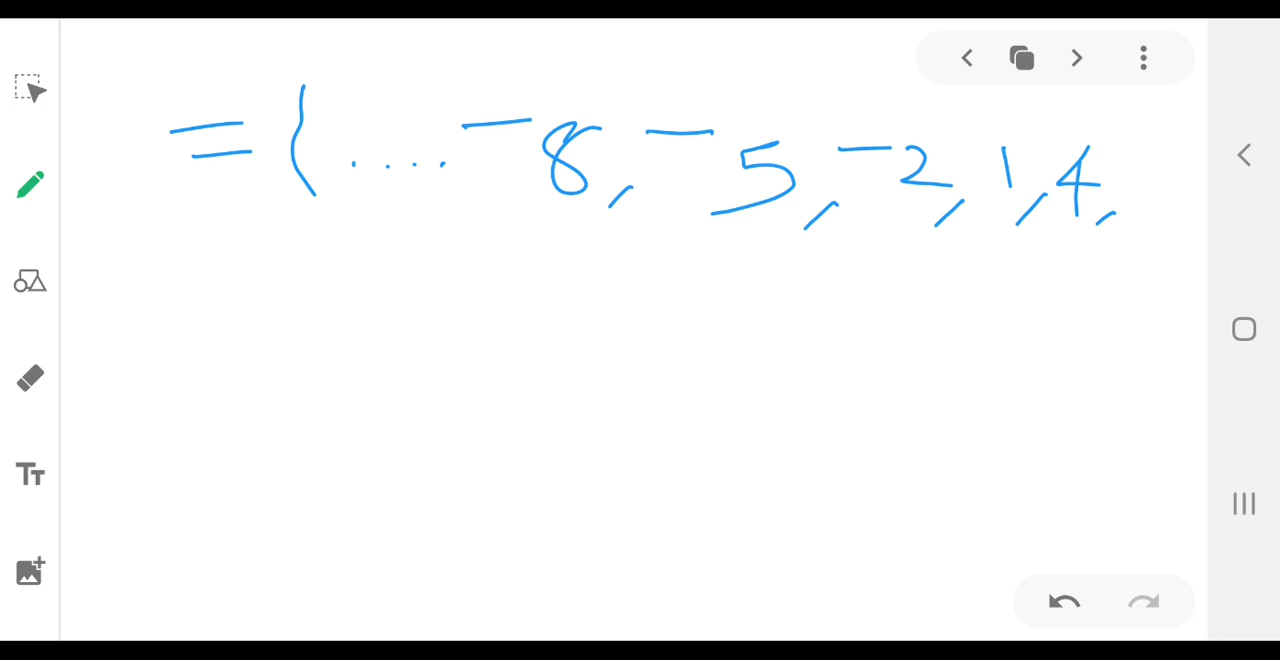 = { .... ⁻8, ⁻5, ⁻2, 1, 4,